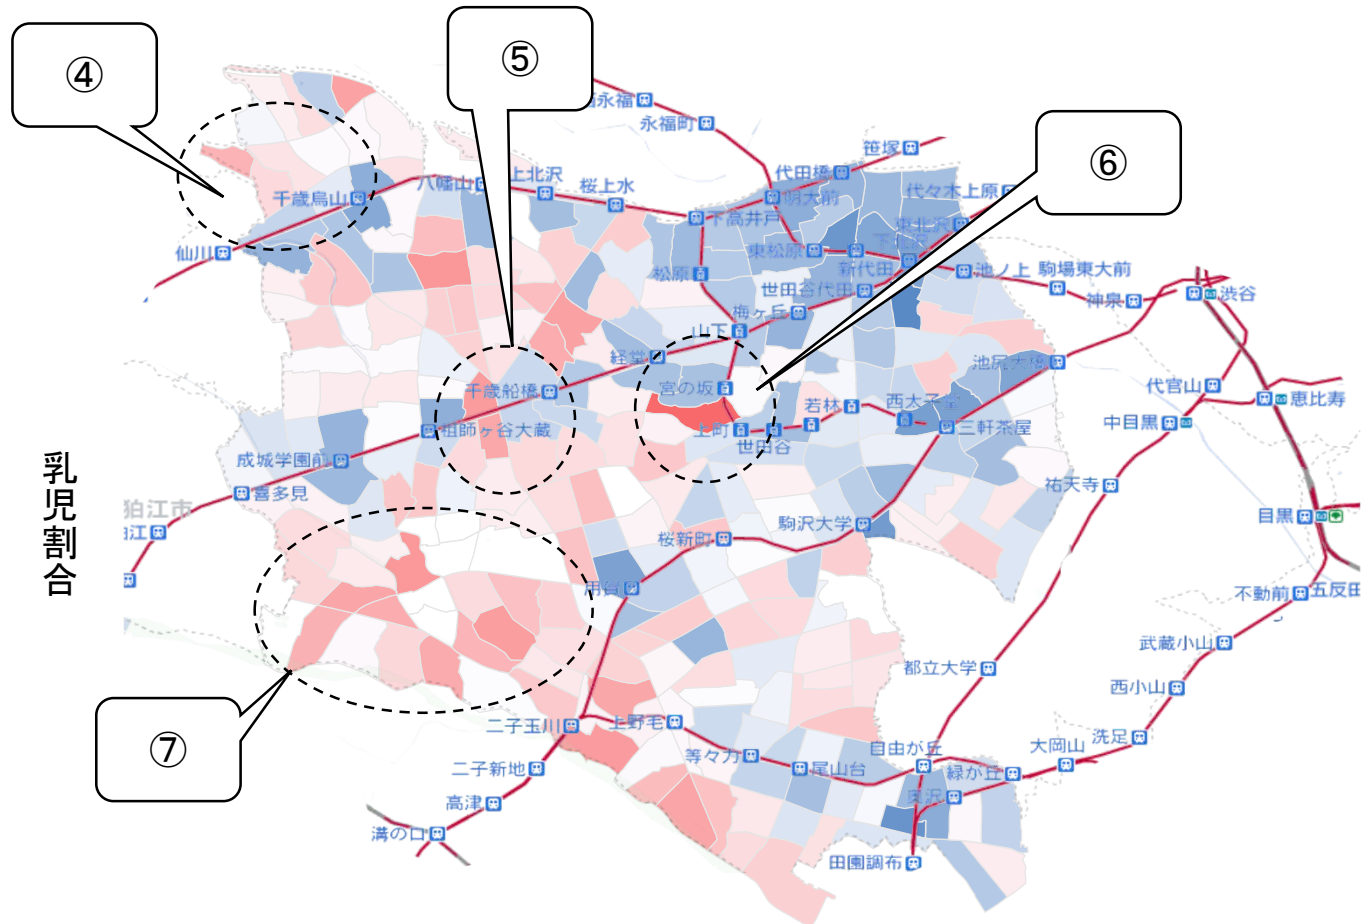 ④
⑤
⑥
⑦
乳児割合
永福
永福町
笹塚
代田橋
代々木上原
明大前
八幡山
上北沢
桜上水
下高井戸
東北沢
下北沢
千歳烏山
仙川
東松原
新代田
池ノ上
駒場東大前
松原
世田谷代田
神泉
渋谷
梅ヶ丘
山下
経堂
池尻大橋
千歳船橋
宮の坂
代官山
恵比寿
若林
西太子堂
祖師ヶ谷大蔵
上町
世田谷
三軒茶屋
中目黒
成城学園前
喜多見
狛江市
狛江
祐天寺
駒沢大学
目黒
桜新町
用賀
不動前
五反田
武蔵小山
都立大学
西小山
二子玉川
上野毛
洗足
等々力
尾山台
自由が丘
大岡山
緑が丘
二子新地
奥沢
高津
溝の口
田園調布